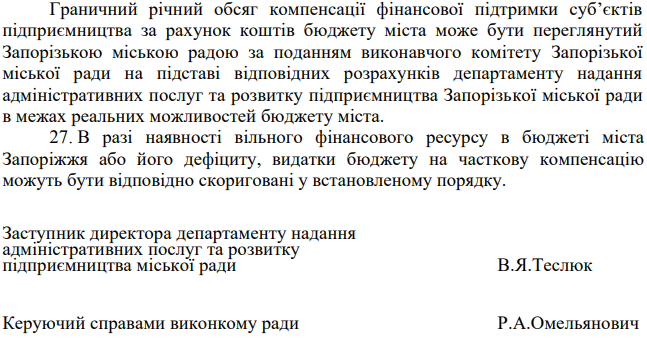 Граничний річний обсяг компенсації фінансової підтримки суб’єктів
підприємництва за рахунок коштів бюджету міста може бути переглянутий
Запорізькою міською радою за поданням виконавчого комітету Запорізької
міської ради на підставі відповідних розрахунків департаменту надання
адміністративних послуг та розвитку підприємництва Запорізької міської ради
в межах реальних можливостей бюджету міста.
27. В разі наявності вільного фінансового ресурсу в бюджеті міста
Запоріжжя або його дефіциту, видатки бюджету на часткову компенсацію
можуть бути відповідно скориговані у встановленому порядку.
Заступник директора департаменту надання
адміністративних послуг та розвитку
підприємництва міської ради В.Я.Теслюк
Керуючий справами виконкому ради Р.А.Омельянович